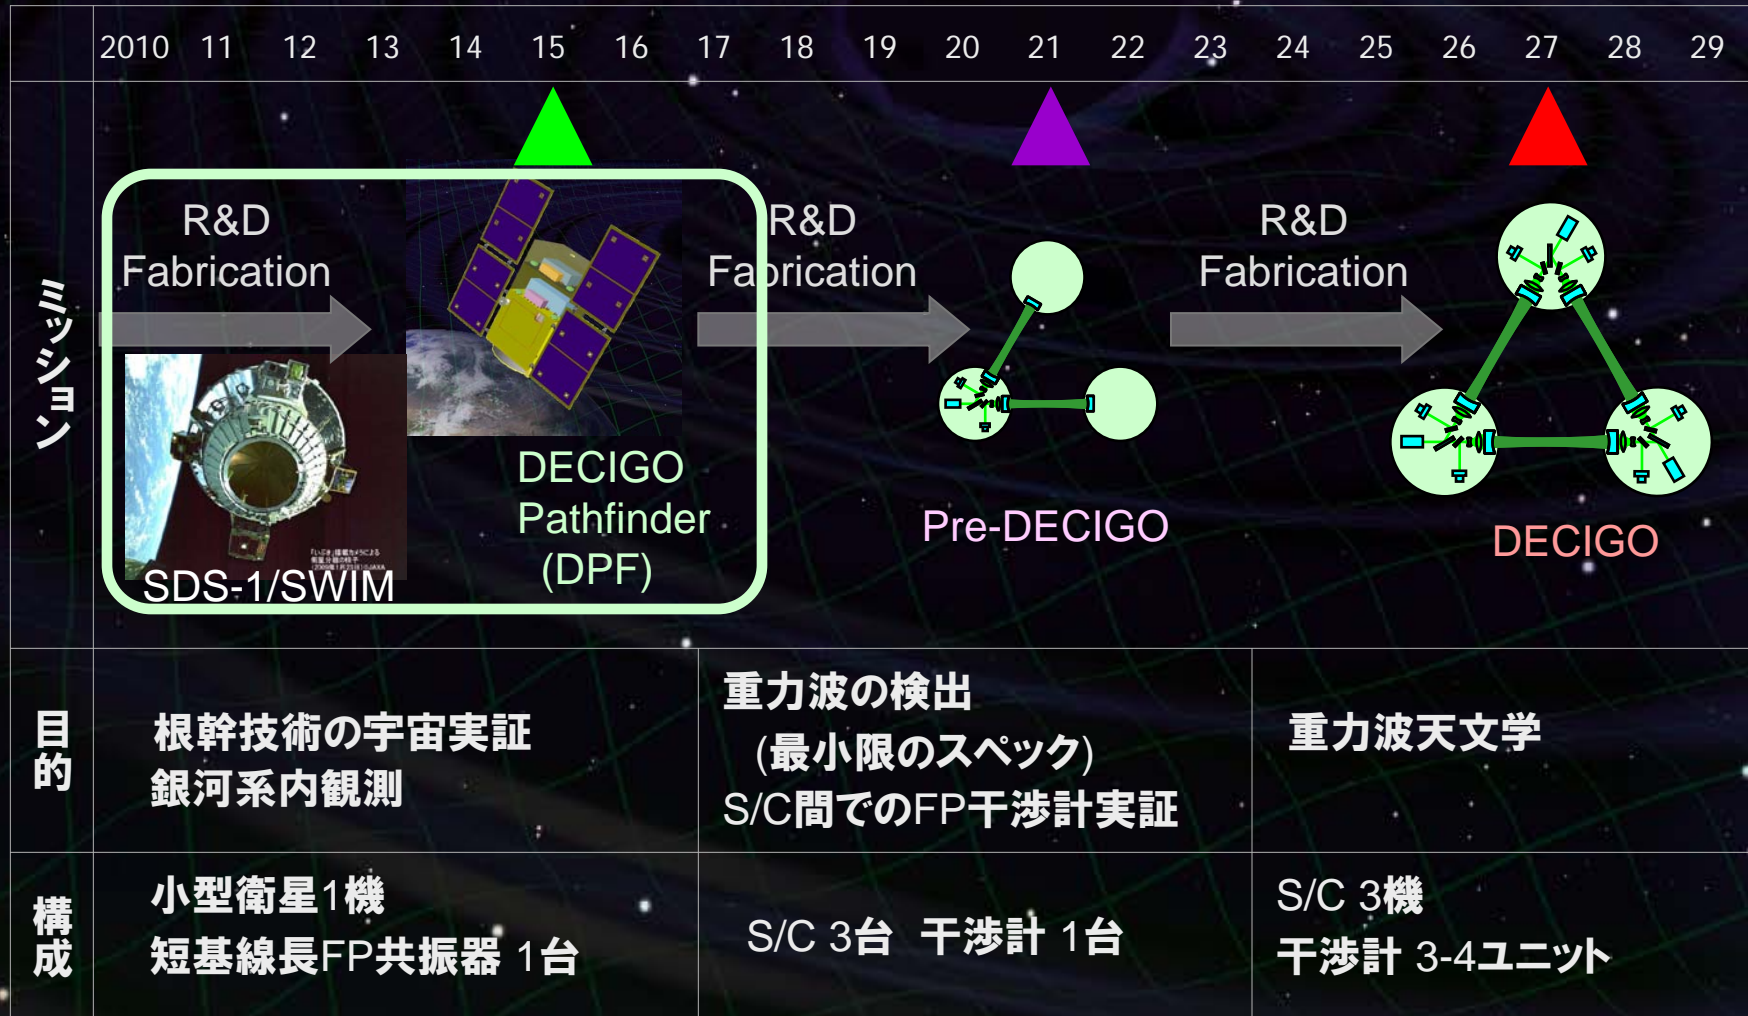 2010 11 12 13 14 15 16 17 18 19 20 21 22 23 24 25 26 27 28 29
ミッション
R&D
Fabrication
SDS-1/SWIM
DECIGO
Pathfinder
(DPF)
R&D
Fabrication
Pre-DECIGO
R&D
Fabrication
DECIGO
目的
根幹技術の宇宙実証
銀河系内観測
重力波の検出
(最小限のスペック)
S/C間でのFP干渉計実証
重力波天文学
構成
小型衛星1機
短基線長FP共振器 1台
S/C 3台 干渉計 1台
S/C 3機
干渉計 3-4ユニット